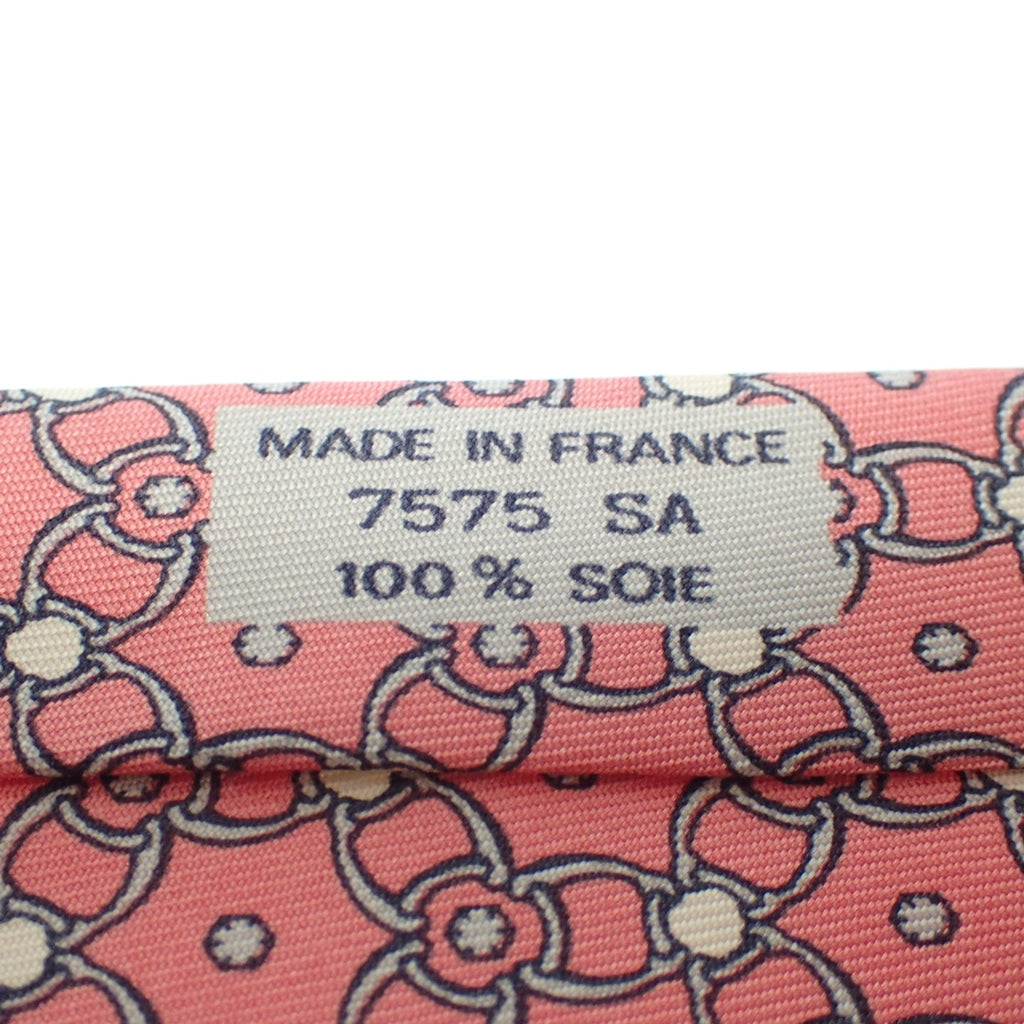 MADE IN FRANCE
7575 SA
100% SOIE